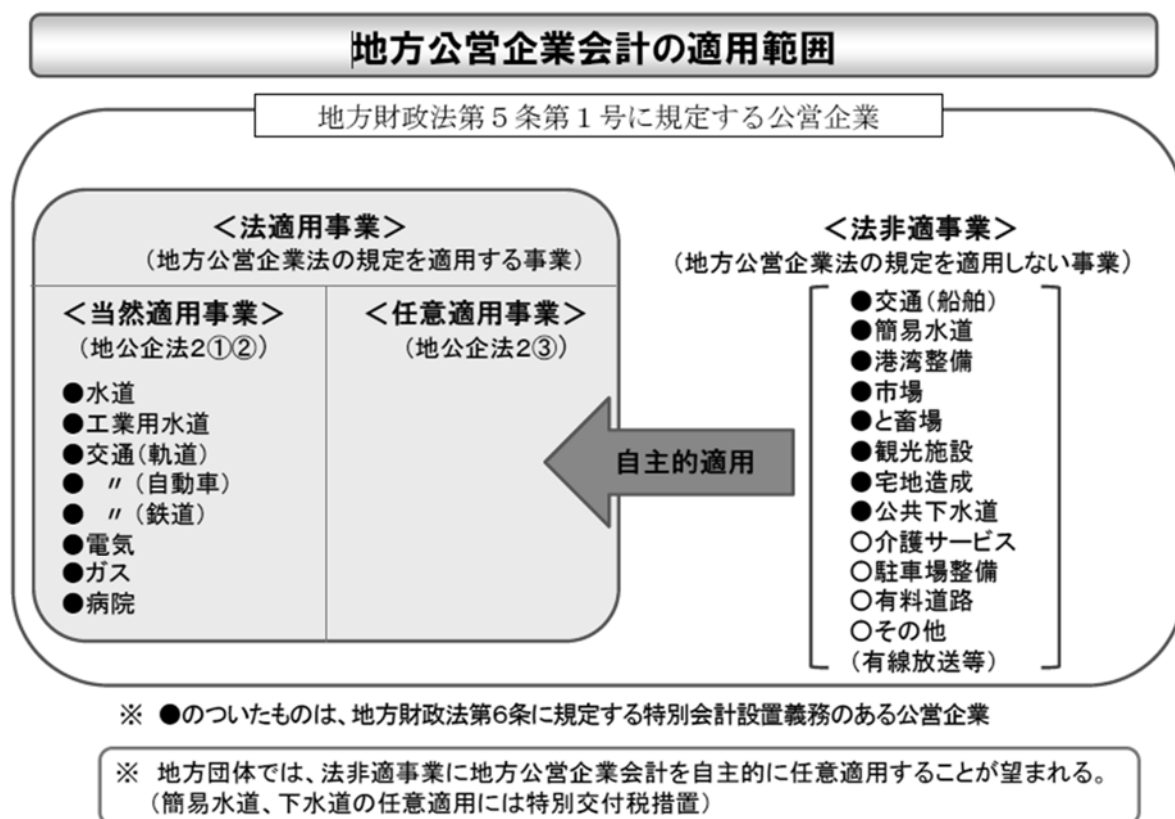 地方公営企業会計の適用範囲
地方財政法第5条第1号に規定する公営企業
＜法適用事業＞
（地方公営企業法の規定を適用する事業）
＜当然適用事業＞
（地公企法2①②）
●水道
●工業用水道
●交通（軌道）
●　〃（自動車）
●　〃（鉄道）
●電気
●ガス
●病院
＜任意適用事業＞
（地公企法2③）
自主的適用
＜法非適事業＞
（地方公営企業法の規定を適用しない事業）
●交通（船舶）
●簡易水道
●港湾整備
●市場
●と畜場
●観光施設
●宅地造成
●公共下水道
○介護サービス
○駐車場整備
○有料道路
○その他
（有線放送等）
※　●のついたものは、地方財政法第6条に規定する特別会計設置義務のある公営企業
※　地方団体では、法非適事業に地方公営企業会計を自主的に任意適用することが望まれる。
（簡易水道、下水道の任意適用には特別交付税措置）